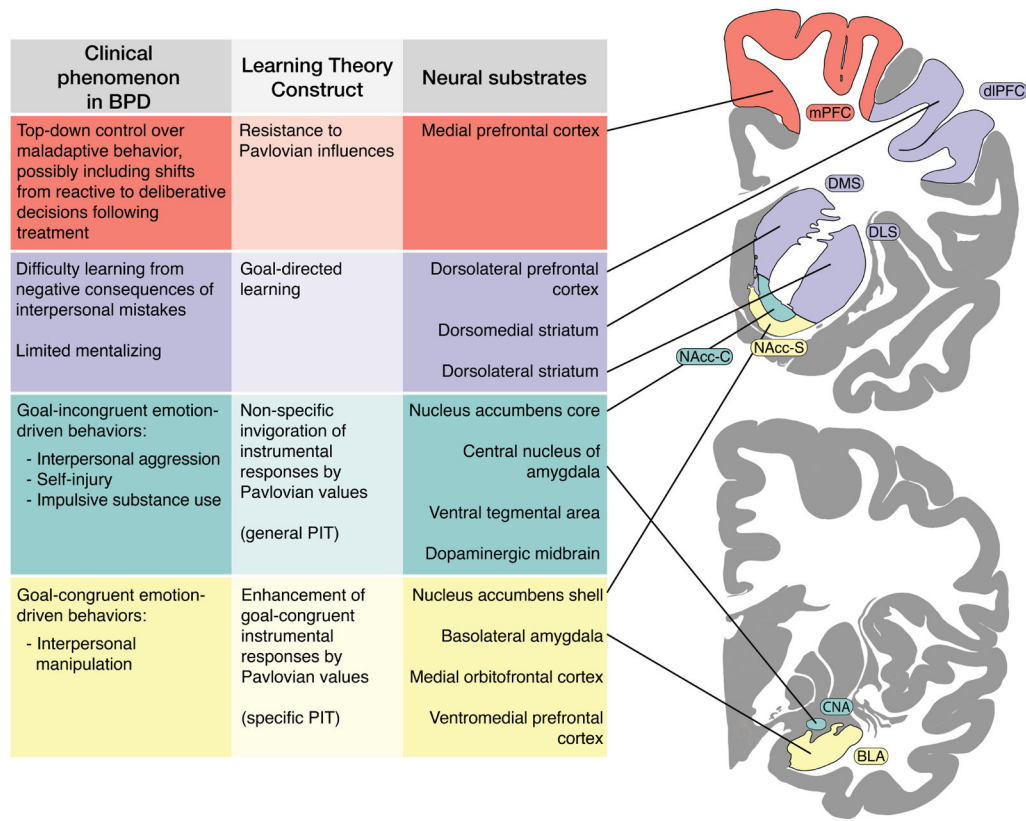 Clinical
phenomenon
in BPD
Learning Theory
Construct
Neural substrates
Top-down control over
maladaptive behavior,
possibly including shifts
from reactive to deliberative
decisions following
treatment
Resistance to
Pavlovian influences
Medial prefrontal cortex
Difficulty learning from
negative consequences of
interpersonal mistakes
Limited mentalizing
Goal-directed
learning
Dorsolateral prefrontal
cortex
Dorsomedial striatum
Dorsolateral striatum
Goal-incongruent emotion-
driven behaviors:
- Interpersonal aggression
- Self-injury
- Impulsive substance use
Non-specific
invigoration of
instrumental
responses by
Pavlovian values
(general PIT)
Nucleus accumbens core
Central nucleus of
amygdala
Ventral tegmental area
Dopaminergic midbrain
Goal-congruent emotion-
driven behaviors:
- Interpersonal
manipulation
Enhancement of
goal-congruent
instrumental
responses by
Pavlovian values
(specific PIT)
Nucleus accumbens shell
Basolateral amygdala
Medial orbitofrontal cortex
Ventromedial prefrontal
cortex
mPFC
dlPFC
DMS
DLS
NAcc-C
NAcc-S
CNA
BLA